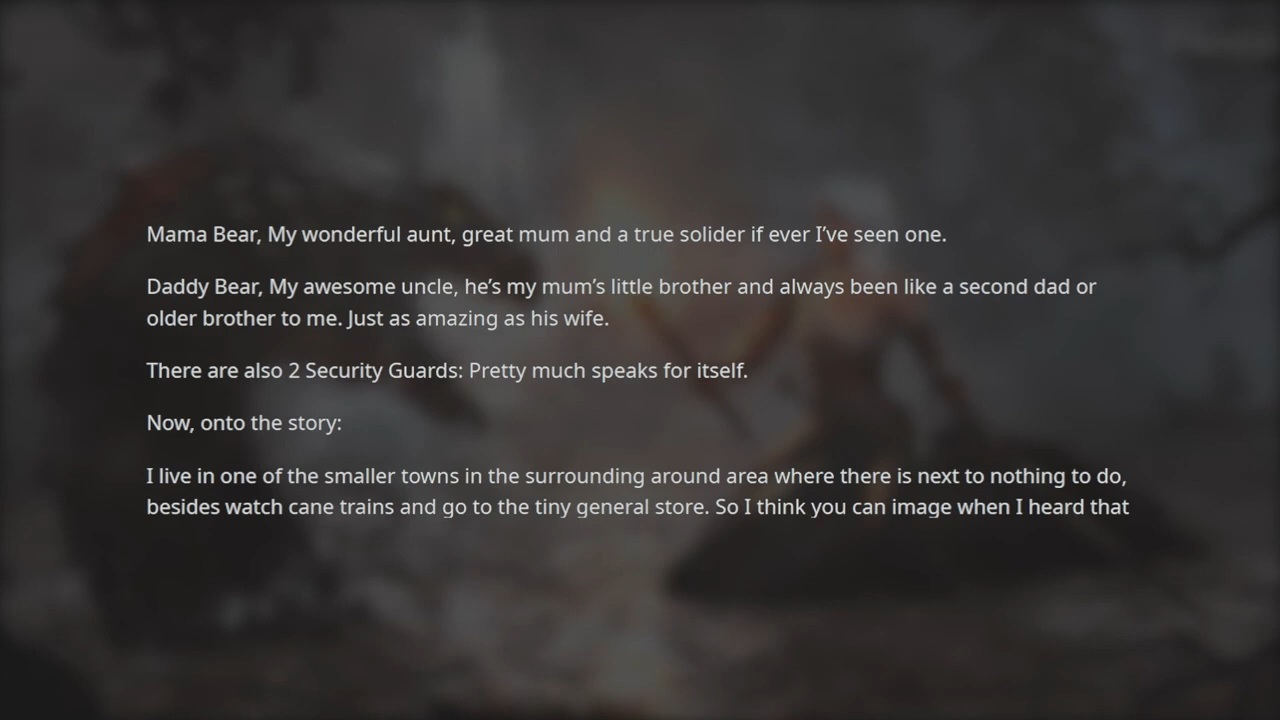 Mama Bear, My wonderful aunt, great mum and a true solider if ever I’ve seen one.
Daddy Bear, My awesome uncle, he’s my mum’s little brother and always been like a second dad or
older brother to me. Just as amazing as his wife.
There are also 2 Security Guards: Pretty much speaks for itself.
Now, onto the story:
I live in one of the smaller towns in the surrounding around area where there is next to nothing to do,
besides watch cane trains and go to the tiny general store. So I think you can image when I heard that